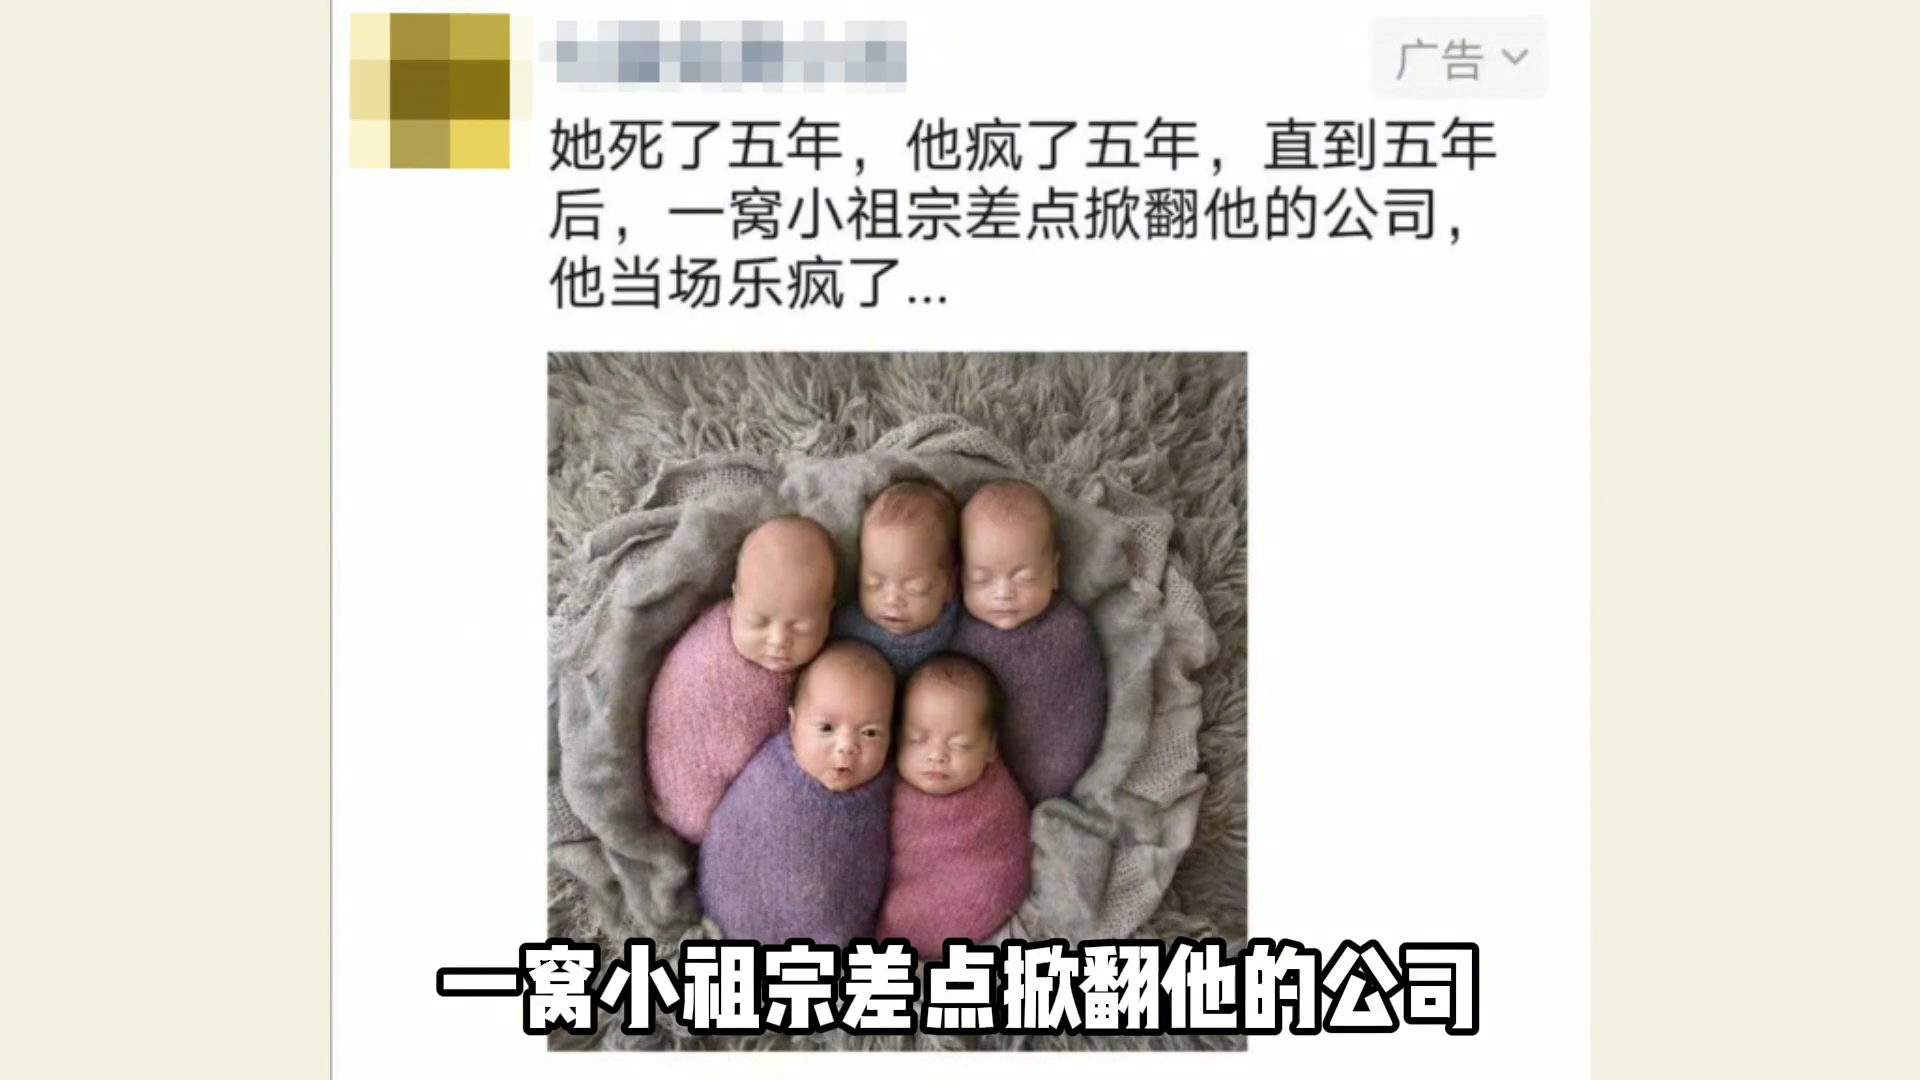 广告
她死了五年，他疯了五年，直到五年
后，一窝小祖宗差点掀翻他的公司，
他当场乐疯了...
一窝小祖宗差点掀翻他的公司